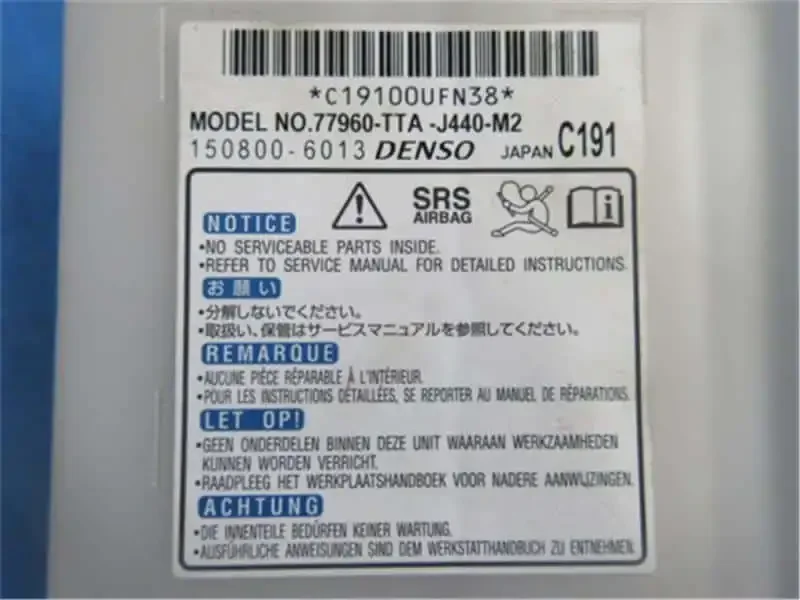 *C19100UFN38*
MODEL NO.77960-TTA -J440-M2
150800-6013 DENSO JAPAN C191
SRS
AIRBAG
NOTICE
•NO SERVICEABLE PARTS INSIDE.
•REFER TO SERVICE MANUAL FOR DETAILED INSTRUCTIONS.
お願い
•分解しないでください。
•取扱い、保管はサービスマニュアルを参照してください。
REMARQUE
•AUCUNE PIÈCE RÉPARABLE À L'INTÉRIEUR.
•POUR LES INSTRUCTIONS DÉTAILLÉES, SE REPORTER AU MANUEL DE RÉPARATIONS.
LET OP!
•GEEN ONDERDELEN BINNEN DEZE UNIT WAARAAN WERKZAAMHEDEN
KUNNEN WORDEN VERRICHT.
•RAADPLEEG HET WERKPLAATSHANDBOEK VOOR NADERE AANWIJZINGEN.
ACHTUNG
•DIE INNENTEILE BEDÜRFEN KEINER WARTUNG.
•AUSFÜHRLICHE ANWEISUNGEN SIND DEM WERKSTATTHANDBUCH ZU ENTNEHMEN.